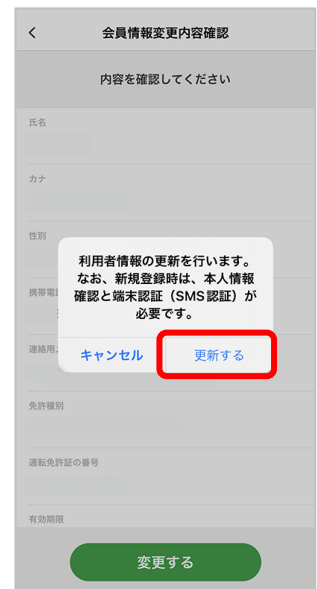 会員情報変更内容確認
内容を確認してください
氏名
カナ
性別
利用者情報の更新を行います。
なお、新規登録時は、本人情報
確認と端末認証（SMS認証）が
必要です。
携帯電
連絡用
キャンセル
更新する
免許種別
運転免許証の番号
有効期限
変更する